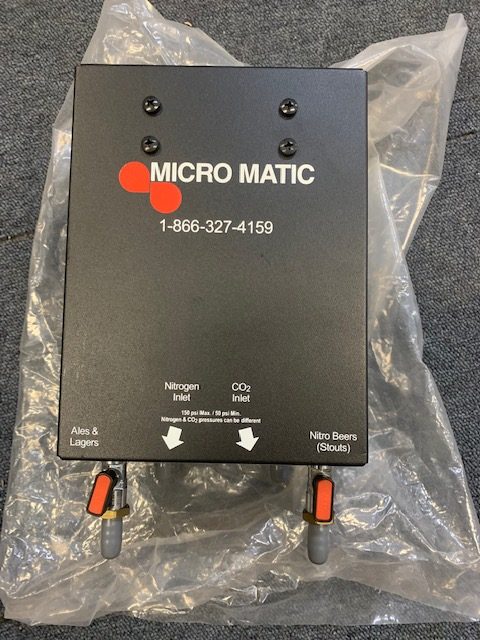 MICRO MATIC
1-866-327-4159
Nitrogen
Inlet
CO2
Inlet
150 psi Max. / 50 psi Min.
Nitrogen & CO2 pressures can be different
Ales &
Lagers
Nitro Beers
(Stouts)